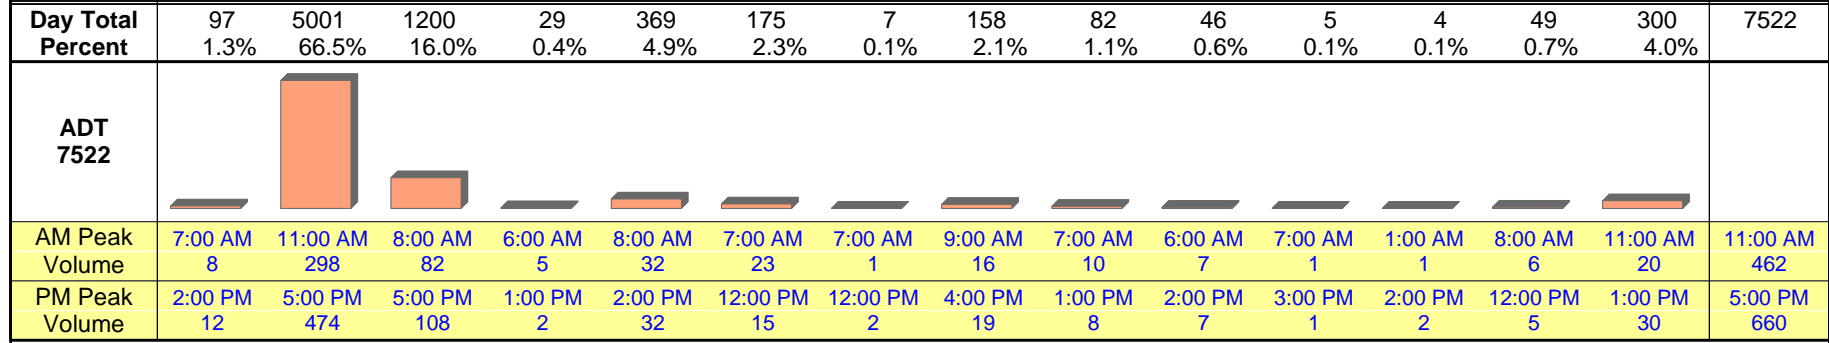 Day Total 97 5001 1200 29 369 175 7 158 82 46 5 4 49 300 7522
Percent 1.3% 66.5% 16.0% 0.4% 4.9% 2.3% 0.1% 2.1% 1.1% 0.6% 0.1% 0.1% 0.7% 4.0%
ADT
7522
AM Peak 7:00 AM 11:00 AM 8:00 AM 6:00 AM 8:00 AM 7:00 AM 7:00 AM 9:00 AM 7:00 AM 6:00 AM 7:00 AM 1:00 AM 8:00 AM 11:00 AM 11:00 AM
Volume 8 298 82 5 32 23 1 16 10 7 1 1 6 20 462
PM Peak 2:00 PM 5:00 PM 5:00 PM 1:00 PM 2:00 PM 12:00 PM 12:00 PM 4:00 PM 1:00 PM 2:00 PM 3:00 PM 2:00 PM 12:00 PM 1:00 PM 5:00 PM
Volume 12 474 108 2 32 15 2 19 8 7 1 2 5 30 660